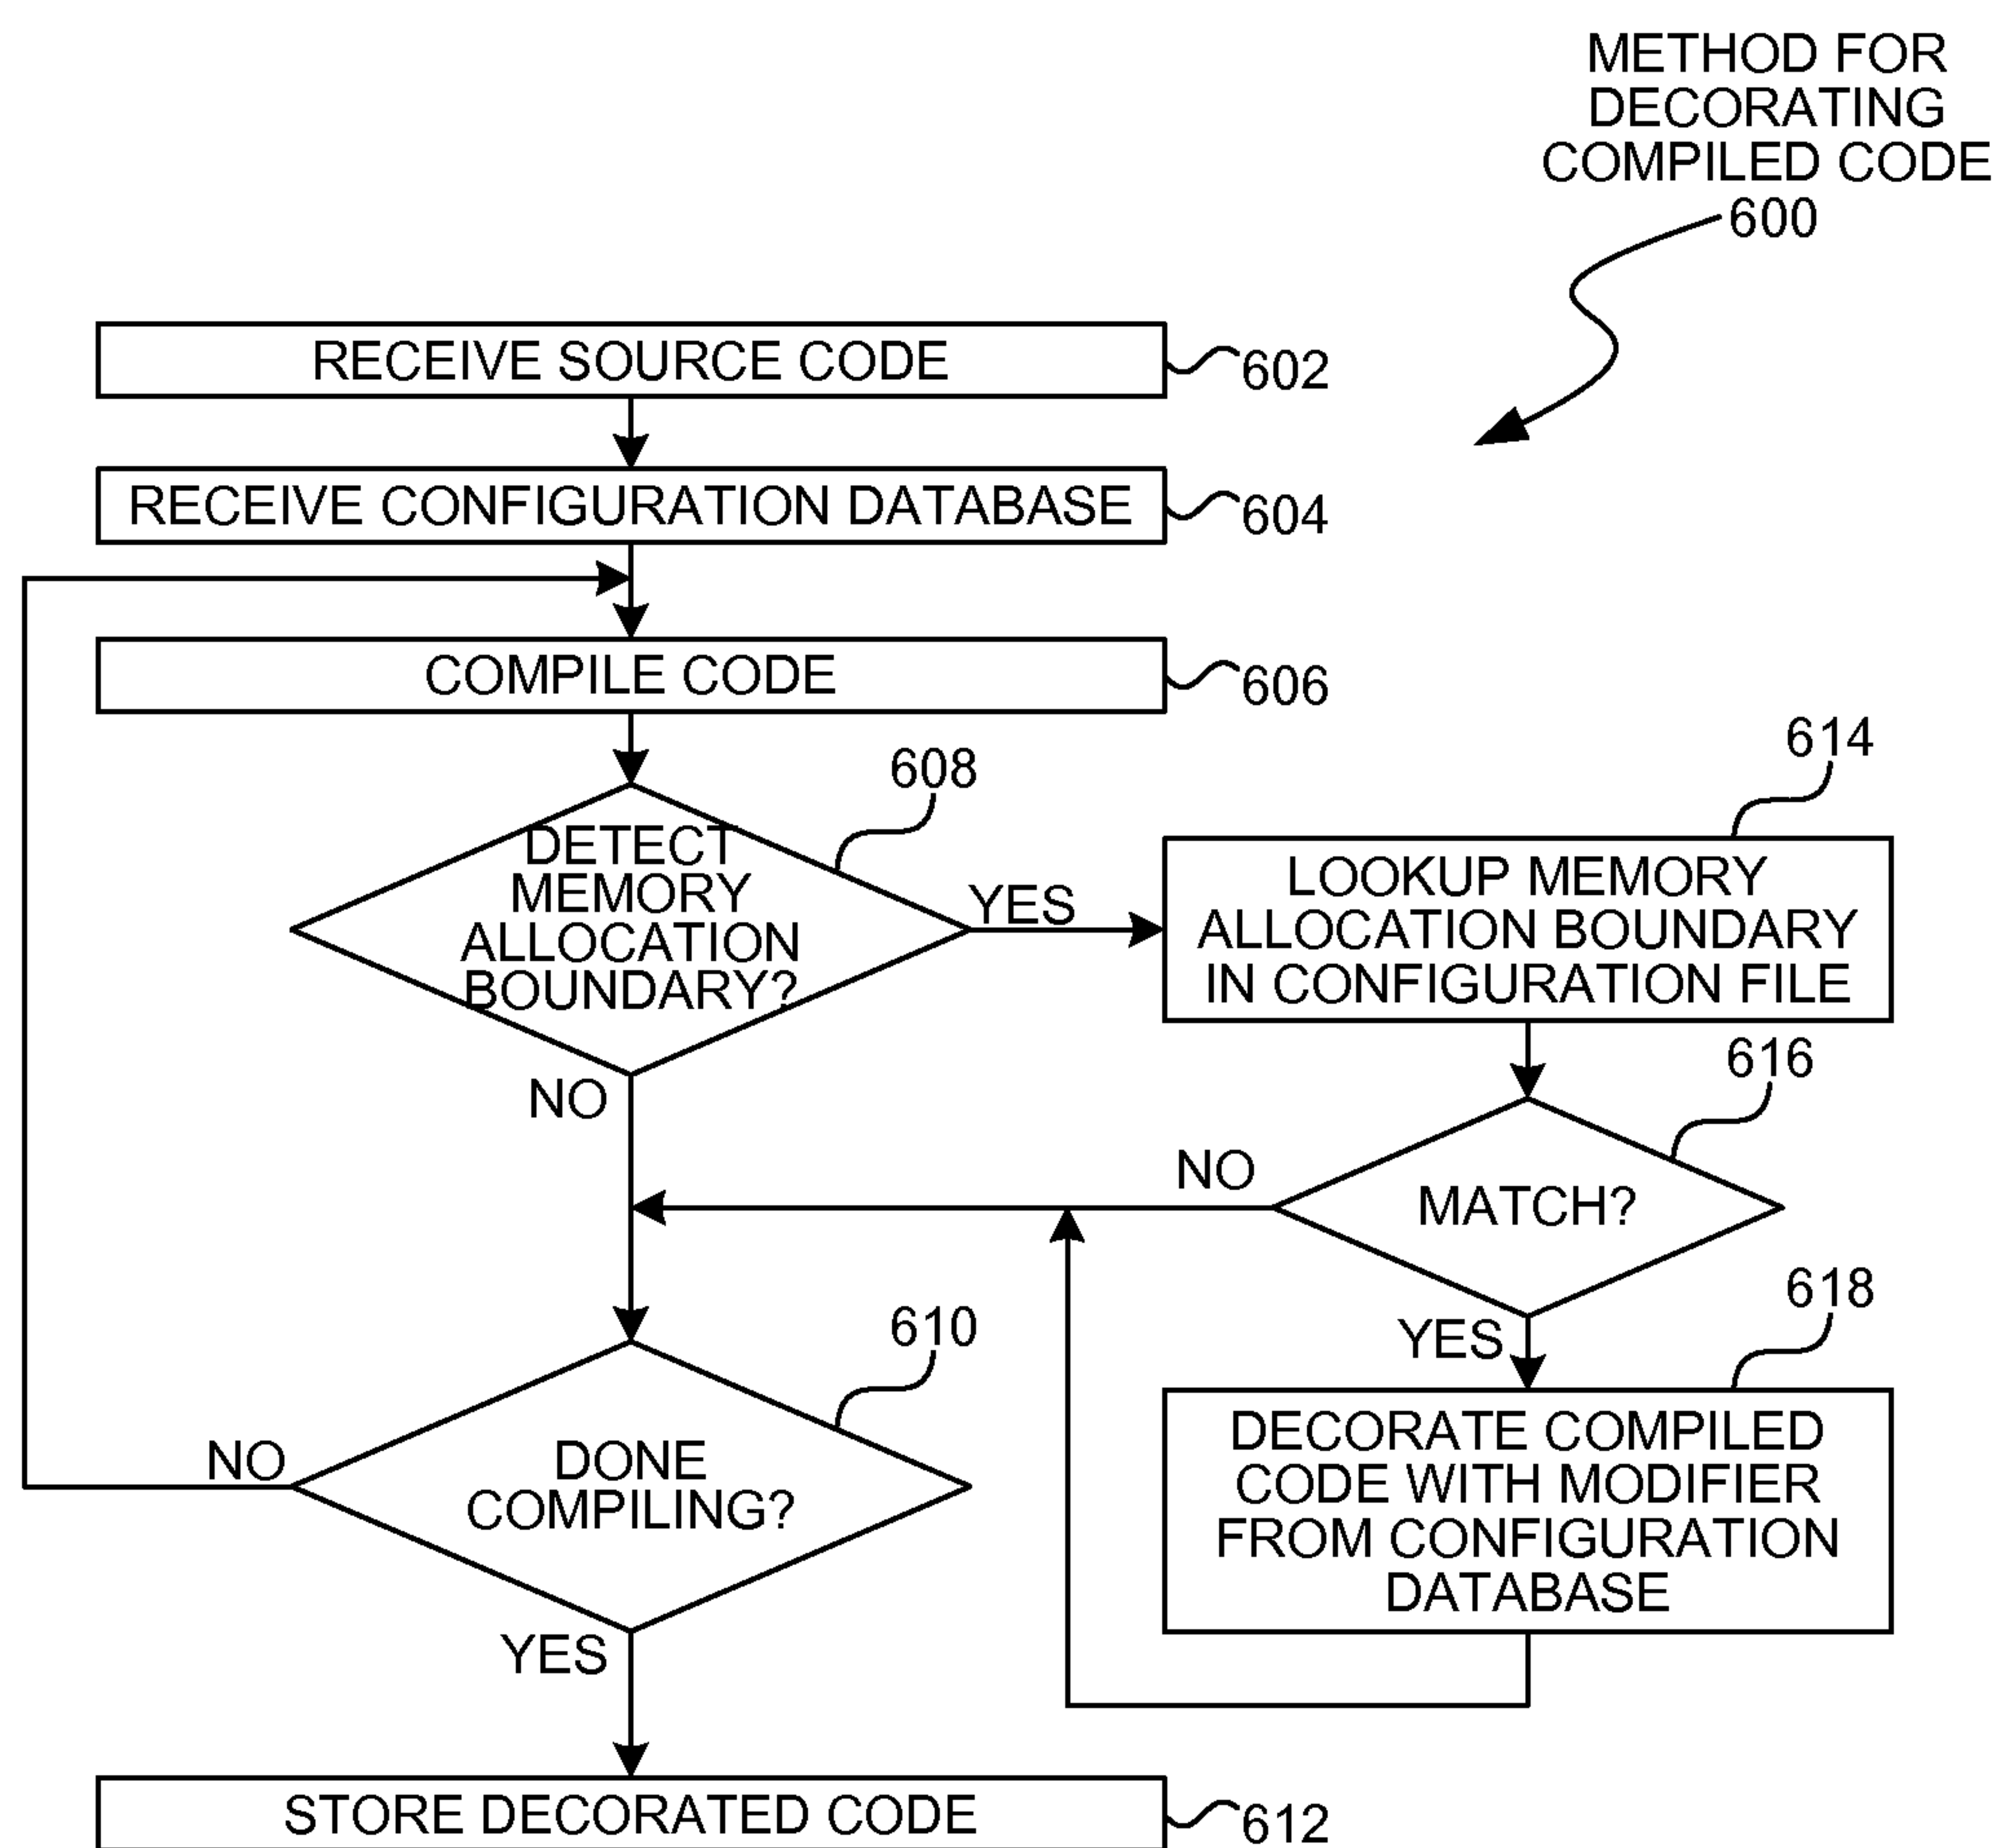 METHOD FOR
DECORATING
COMPILED CODE
600
RECEIVE SOURCE CODE
602
RECEIVE CONFIGURATION DATABASE
604
COMPILE CODE
606
608
DETECT
MEMORY
ALLOCATION
BOUNDARY?
YES
NO
614
LOOKUP MEMORY
ALLOCATION BOUNDARY
IN CONFIGURATION FILE
616
MATCH?
NO
YES
618
DECORATE COMPILED
CODE WITH MODIFIER
FROM CONFIGURATION
DATABASE
610
DONE
COMPILING?
NO
YES
STORE DECORATED CODE
612